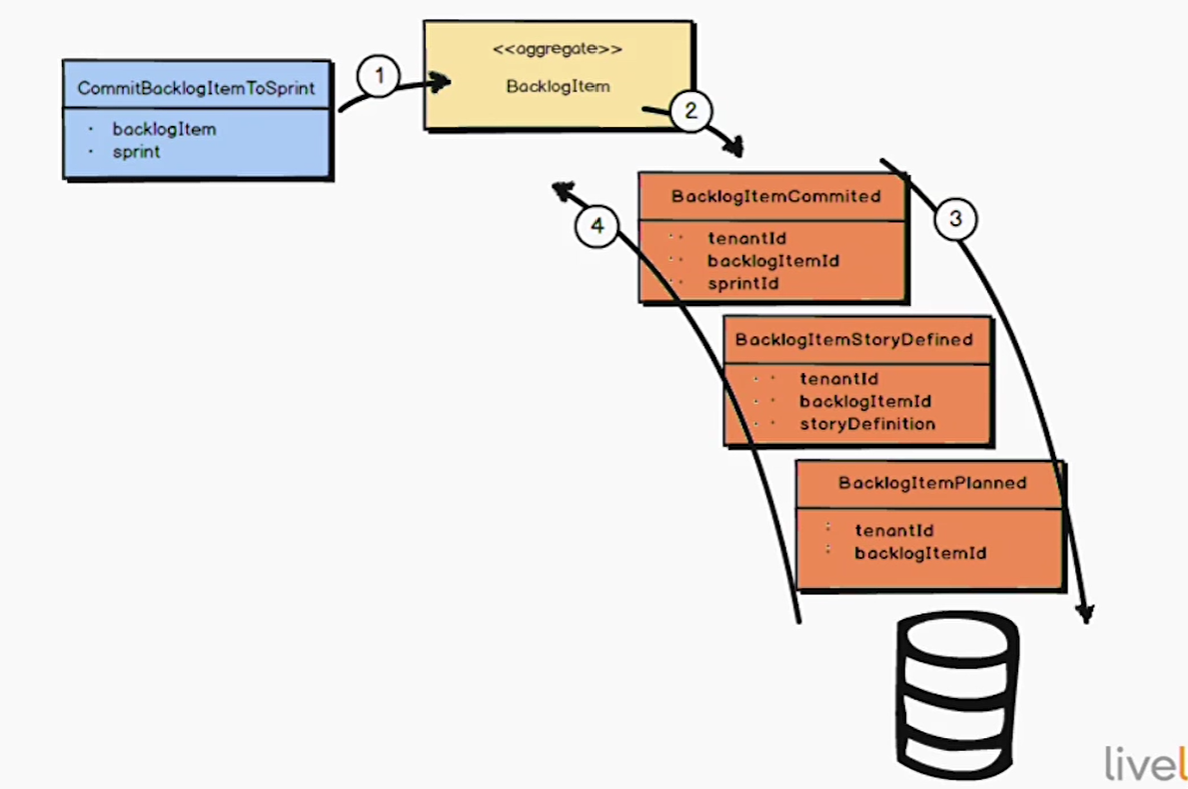 CommitBacklogItemToSprint
backlogItem
sprint
1
<<aggregate>>
BacklogItem
2
BacklogItemCommited
tenantId
backlogItemId
sprintId
3
4
BacklogItemStoryDefined
tenantId
backlogItemId
storyDefinition
BacklogItemPlanned
tenantId
backlogItemId
livel